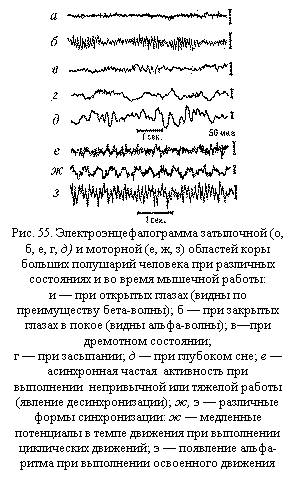 а
б
в
г
д
1 сек.
50 мкв
е
ж
з
1 сек.
Рис. 55. Электроэнцефалограмма затылочной (о,
б, е, г, д) и моторной (е, ж, з) областей коры
больших полушарий человека при различных
состояниях и во время мышечной работы:
и — при открытых глазах (видны по
преимуществу бета-волны); б — при закрытых
глазах в покое (видны альфа-волны); в—при
дремотном состоянии;
г — при засыпании; д — при глубоком сне; е —
асинхронная частая активность при
выполнении непривычной или тяжелой работы
(явление десинхронизации); ж, э — различные
формы синхронизации: ж — медленные
потенциалы в темпе движения при выполнении
циклических движений; э — появление альфа-
ритма при выполнении освоенного движения